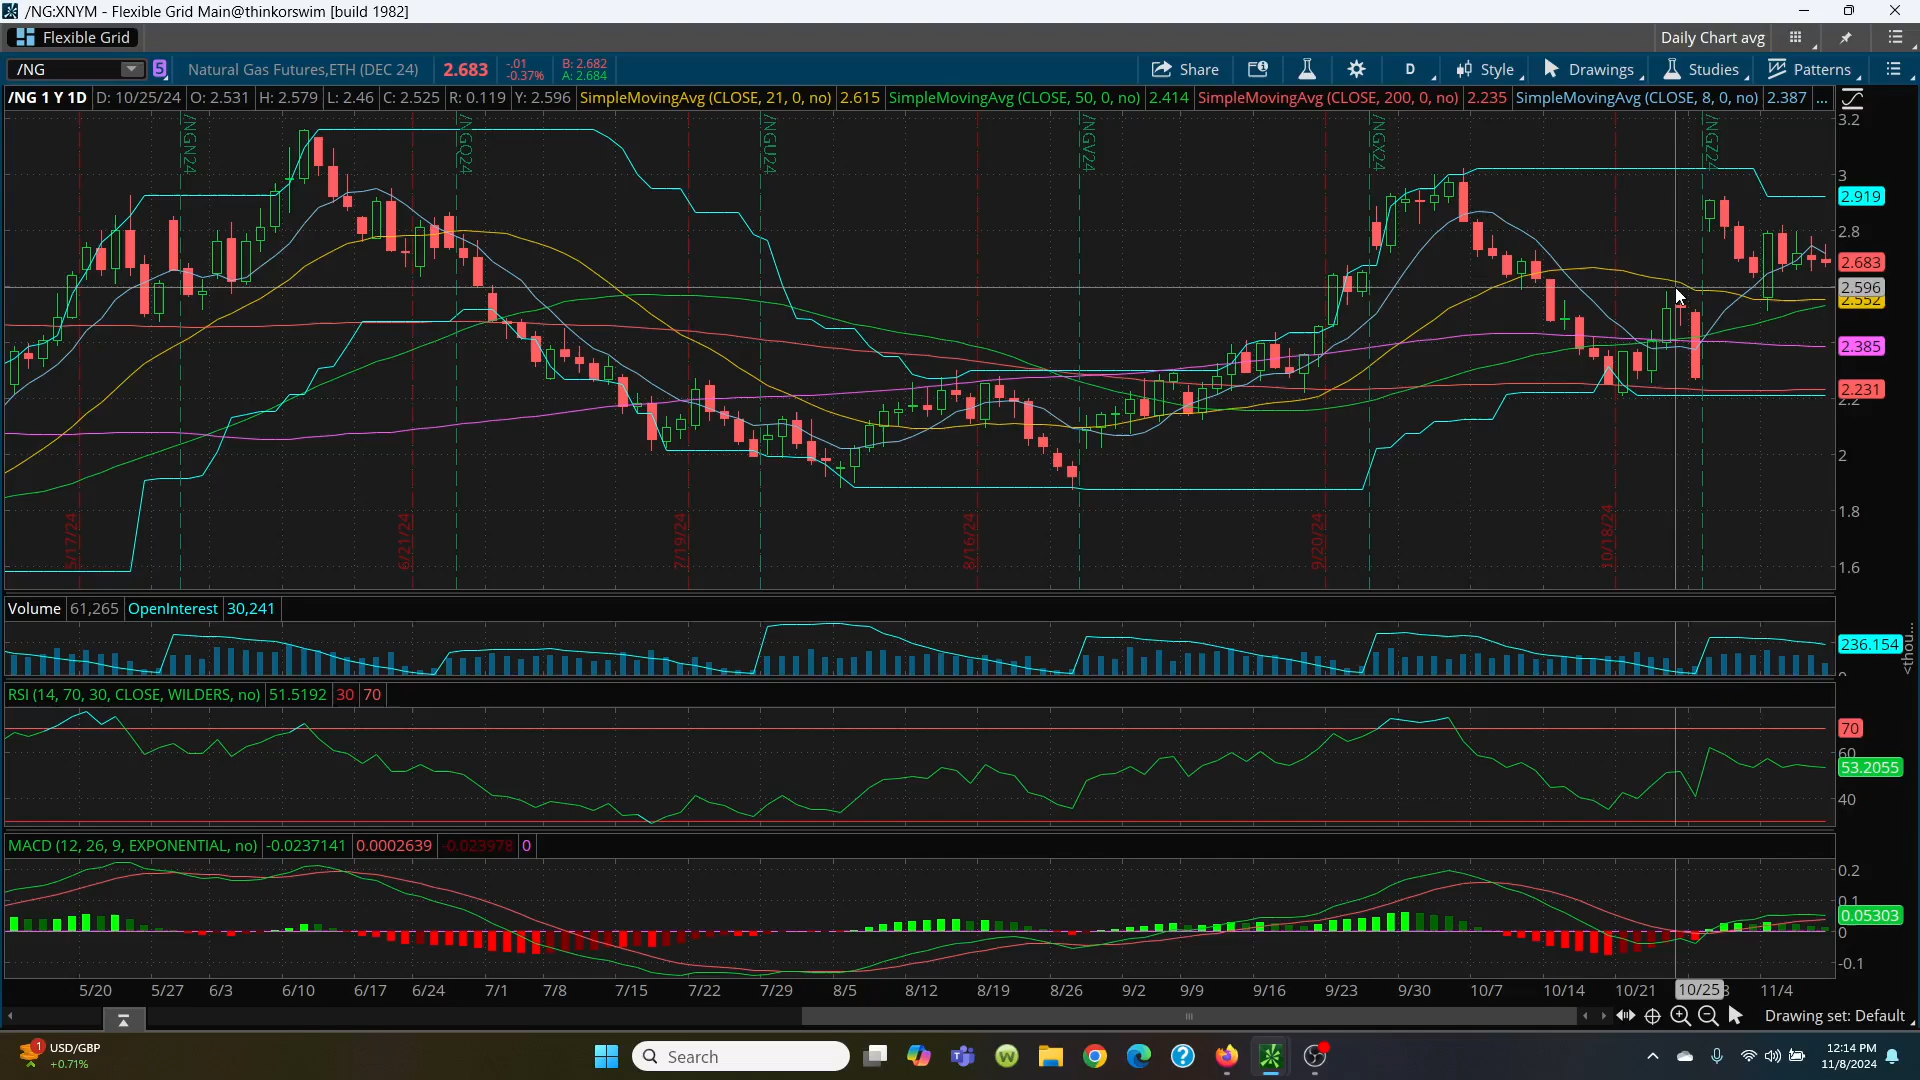 /NG:XNYM - Flexible Grid Main@thinkorswim [build 1982]
Flexible Grid
Daily Chart avg
/NG
5
Natural Gas Futures,ETH (DEC 24)
2.683
-.01
-0.37%
B: 2.682
A: 2.684
Share
D
Style
Drawings
Studies
Patterns
/NG 1 Y 1D
D: 10/25/24
O: 2.531
H: 2.579
L: 2.46
C: 2.525
R: 0.119
Y: 2.596
SimpleMovingAvg (CLOSE, 21, 0, no)
2.615
SimpleMovingAvg (CLOSE, 50, 0, no)
2.414
SimpleMovingAvg (CLOSE, 200, 0, no)
2.235
SimpleMovingAvg (CLOSE, 8, 0, no)
2.387
...
/NGN24
/NGQ24
/NGU24
/NGV24
/NGX24
/NGZ24
3.2
3
2.919
2.8
2.683
2.596
2.552
2.385
2.231
2.2
2
1.8
1.6
5/17/24
6/21/24
7/19/24
8/16/24
9/20/24
10/18/24
Volume
61,265
OpenInterest
30,241
236.154
0
<thou...
RSI (14, 70, 30, CLOSE, WILDERS, no)
51.5192
30
70
70
60
53.2055
40
MACD (12, 26, 9, EXPONENTIAL, no)
-0.0237141
0.0002639
-0.023978
0
0.2
0.1
0.05303
0
-0.1
5/20
5/27
6/3
6/10
6/17
6/24
7/1
7/8
7/15
7/22
7/29
8/5
8/12
8/19
8/26
9/2
9/9
9/16
9/23
9/30
10/7
10/14
10/21
10/25
8
11/4
Drawing set: Default
1
USD/GBP
+0.71%
Search
12:14 PM
11/8/2024